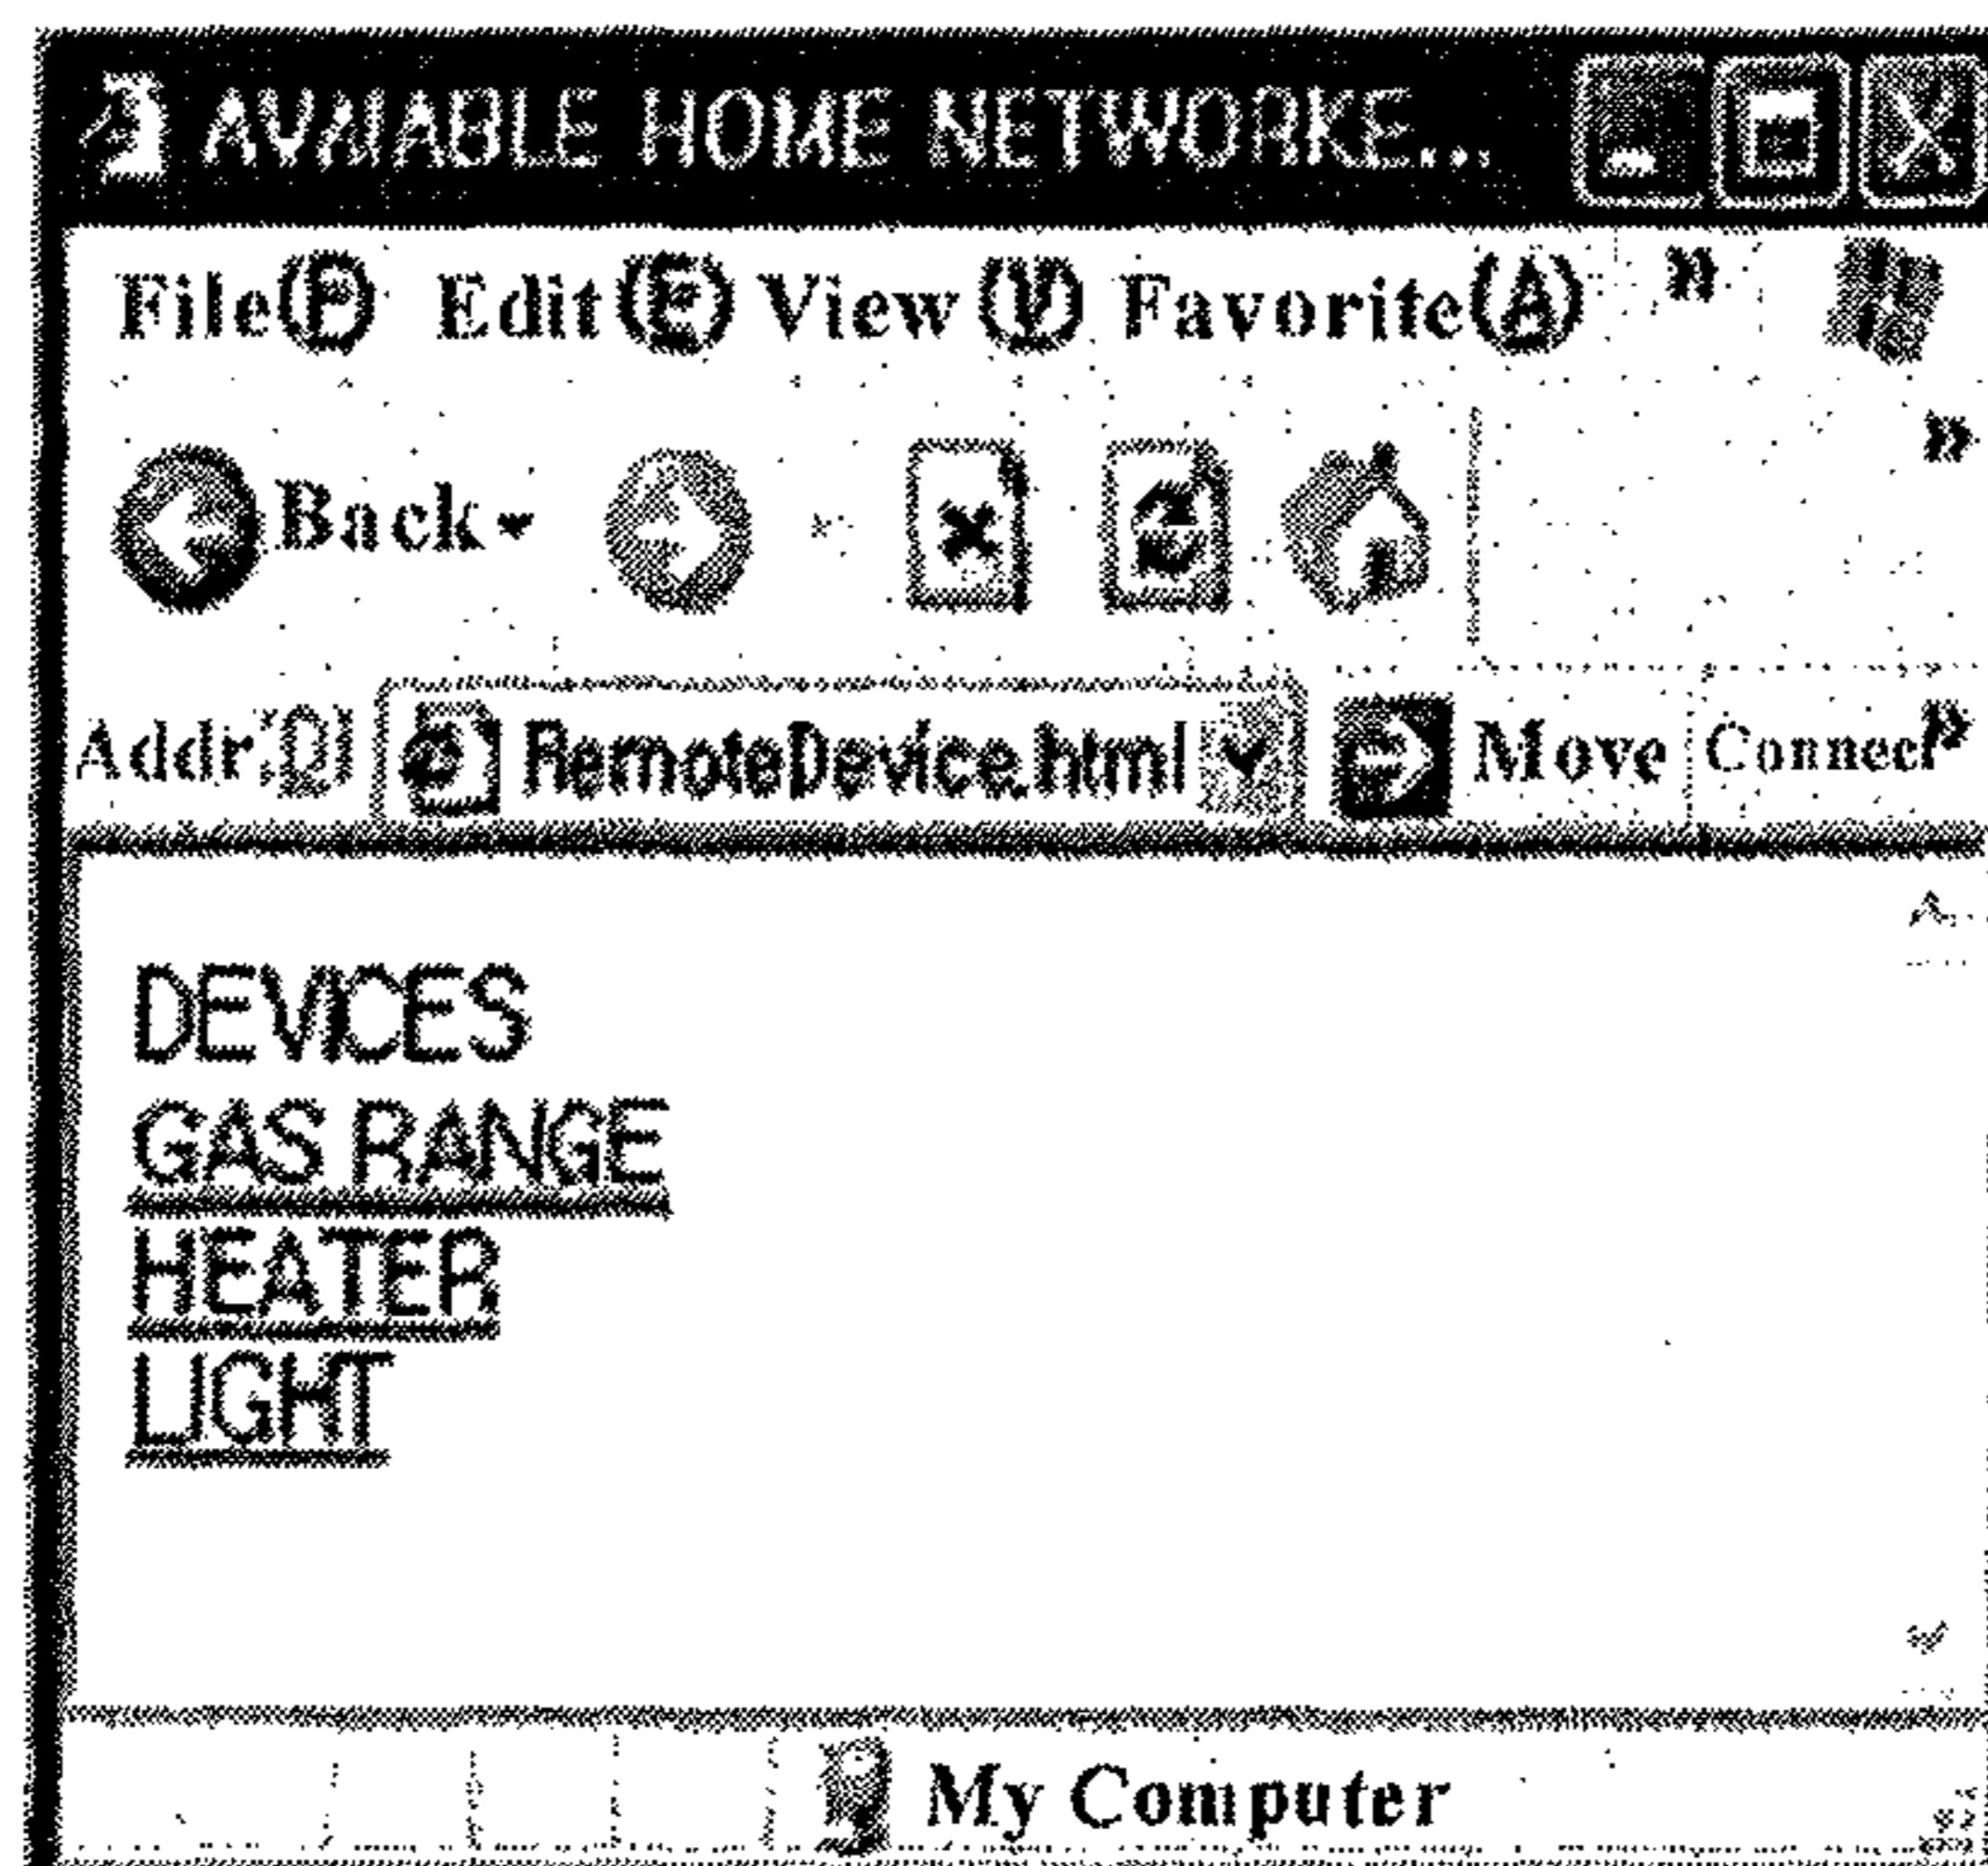 AVAIABLE HOME NETWORKE...
File(F) Edit(E) View (V) Favorite(A) »
Back »
Addr(D) RemoteDevice.html Move Connect »
DEVICES
GAS RANGE
HEATER
LIGHT
My Computer